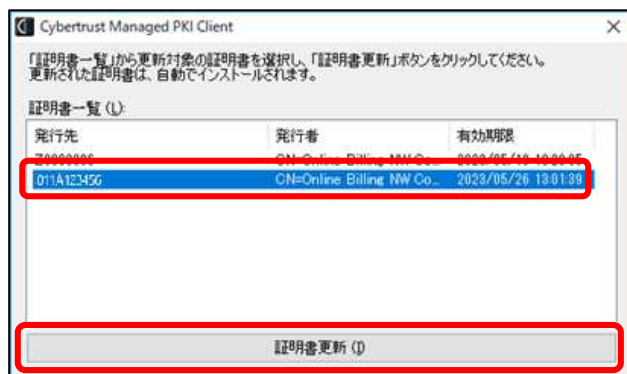 Cybertrust Managed PKI Client
「証明書一覧」から更新対象の証明書を選択し、「証明書更新」ボタンをクリックしてください。
更新された証明書は、自動でインストールされます。
証明書一覧 (L):
発行先 発行者 有効期限
CN=Online Billing NW Co...
011A123456 CN=Online Billing NW Co... 2023/05/26 13:01:39
証明書更新 (I)